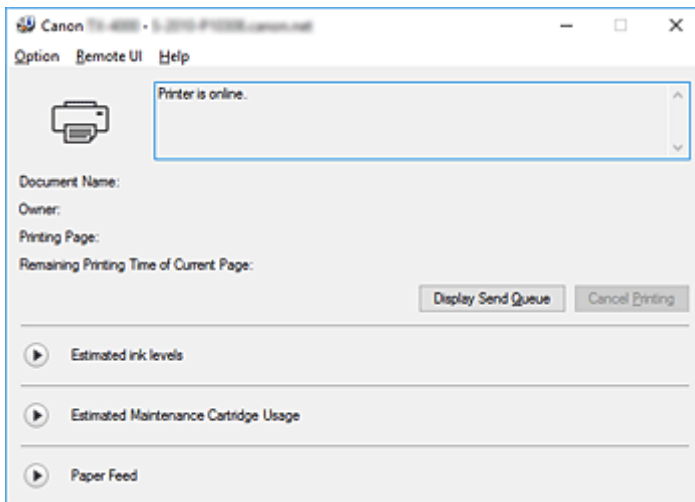 Canon
Option Remote UI Help
Printer is online.
Document Name:
Owner:
Printing Page:
Remaining Printing Time of Current Page:
Display Send Queue Cancel Printing
Estimated ink levels
Estimated Maintenance Cartridge Usage
Paper Feed